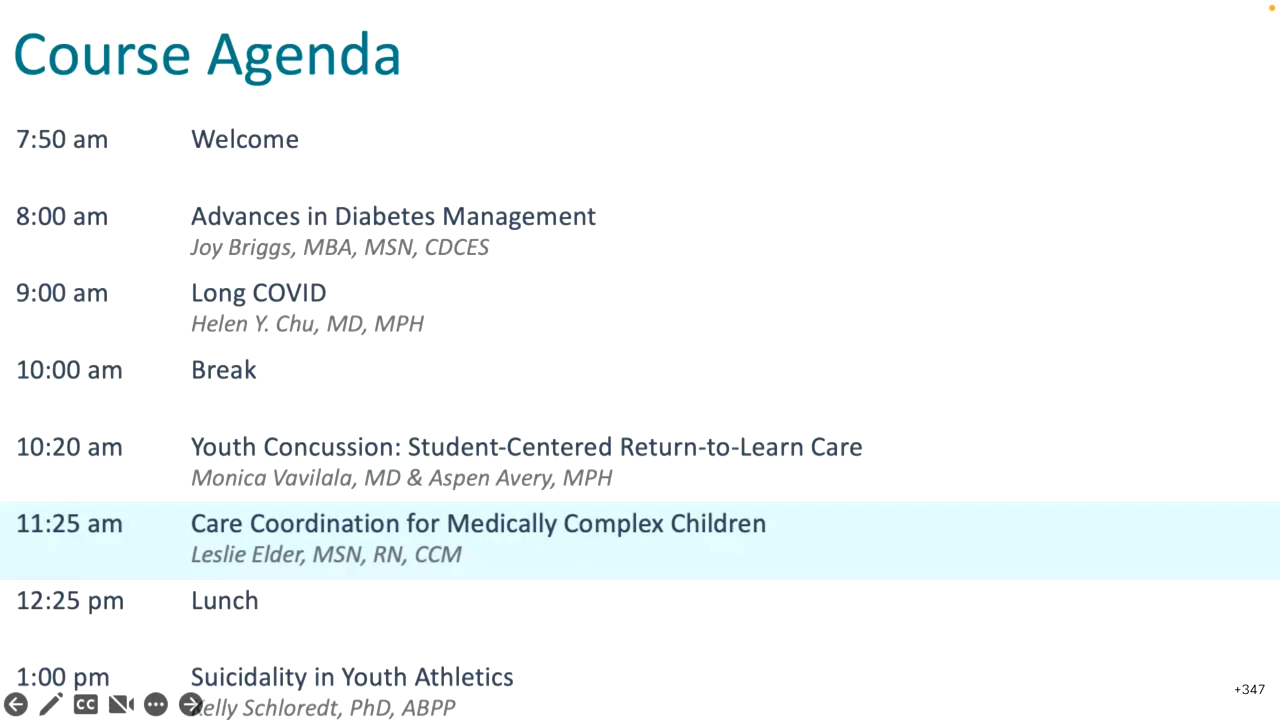 Course Agenda
7:50 am Welcome
8:00 am Advances in Diabetes Management
Joy Briggs, MBA, MSN, CDCES
9:00 am Long COVID
Helen Y. Chu, MD, MPH
10:00 am Break
10:20 am Youth Concussion: Student-Centered Return-to-Learn Care
Monica Vavilala, MD & Aspen Avery, MPH
11:25 am Care Coordination for Medically Complex Children
Leslie Elder, MSN, RN, CCM
12:25 pm Lunch
1:00 pm Suicidality in Youth Athletics
Kelly Schloredt, PhD, ABPP
CC
+347